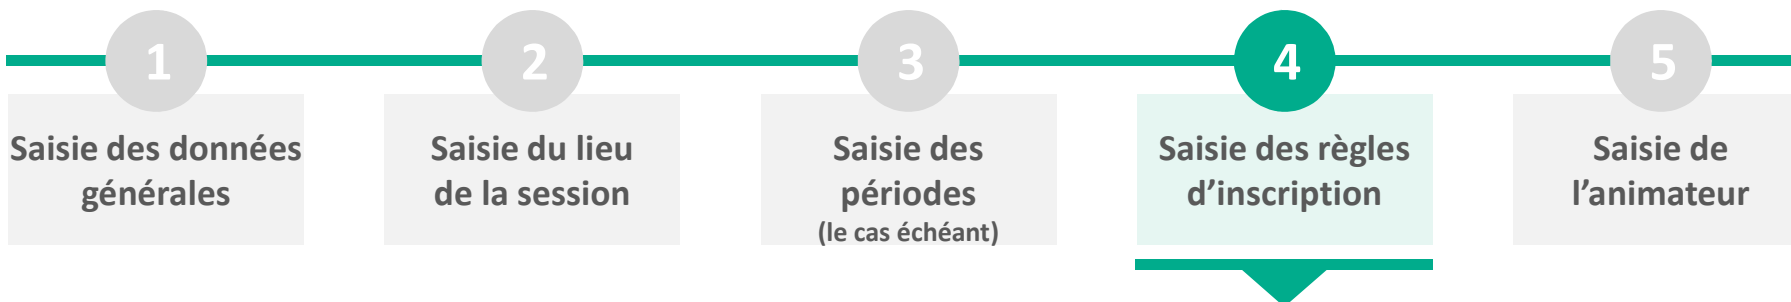 1
Saisie des données
générales
2
Saisie du lieu
de la session
3
Saisie des
périodes
(le cas échéant)
4
Saisie des règles
d’inscription
5
Saisie de
l’animateur